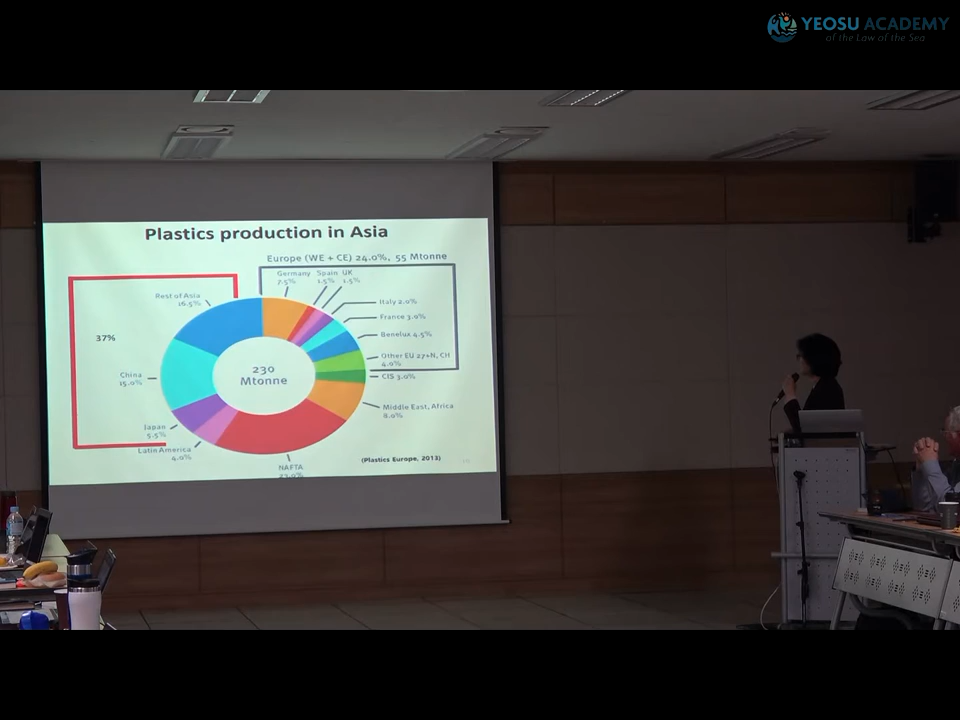 YEOSU ACADEMY
of the Law of the Sea
Plastics production in Asia
Europe (WE + CE) 24.0%, 55 Mtonne
Germany
7.5%
Spain
1.5%
UK
1.5%
Rest of Asia
16.5%
Italy 2.0%
France 3.0%
Benelux 4.5%
37%
Other EU 27+N, CH
4.0%
230
Mtonne
China
15.0%
CIS 3.0%
Middle East, Africa
8.0%
Japan
5.5%
Latin America
4.0%
NAFTA
23.0%
(Plastics Europe, 2013)